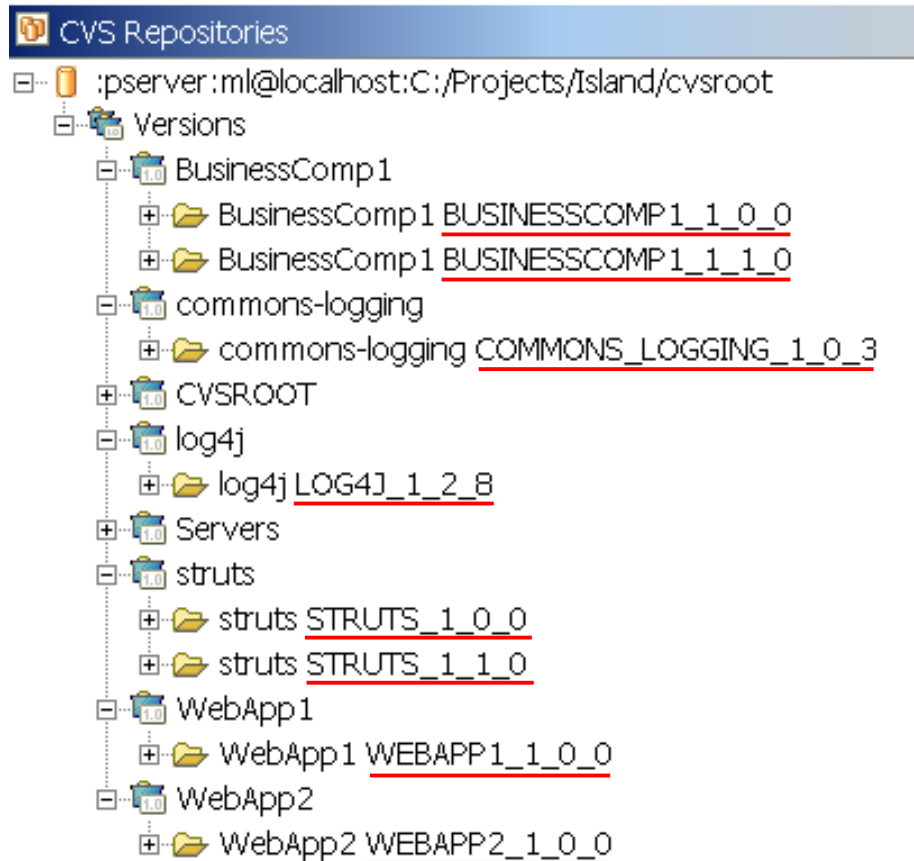 CVS Repositories
:pserver:ml@localhost:C:/Projects/Island/cvsroot
Versions
BusinessComp1
BusinessComp1 BUSINESSCOMP1_1_0_0
BusinessComp1 BUSINESSCOMP1_1_1_0
commons-logging
commons-logging COMMONS_LOGGING_1_0_3
CVSROOT
log4j
log4j LOG4J_1_2_8
Servers
struts
struts STRUTS_1_0_0
struts STRUTS_1_1_0
WebApp1
WebApp1 WEBAPP1_1_0_0
WebApp2
WebApp2 WEBAPP2_1_0_0